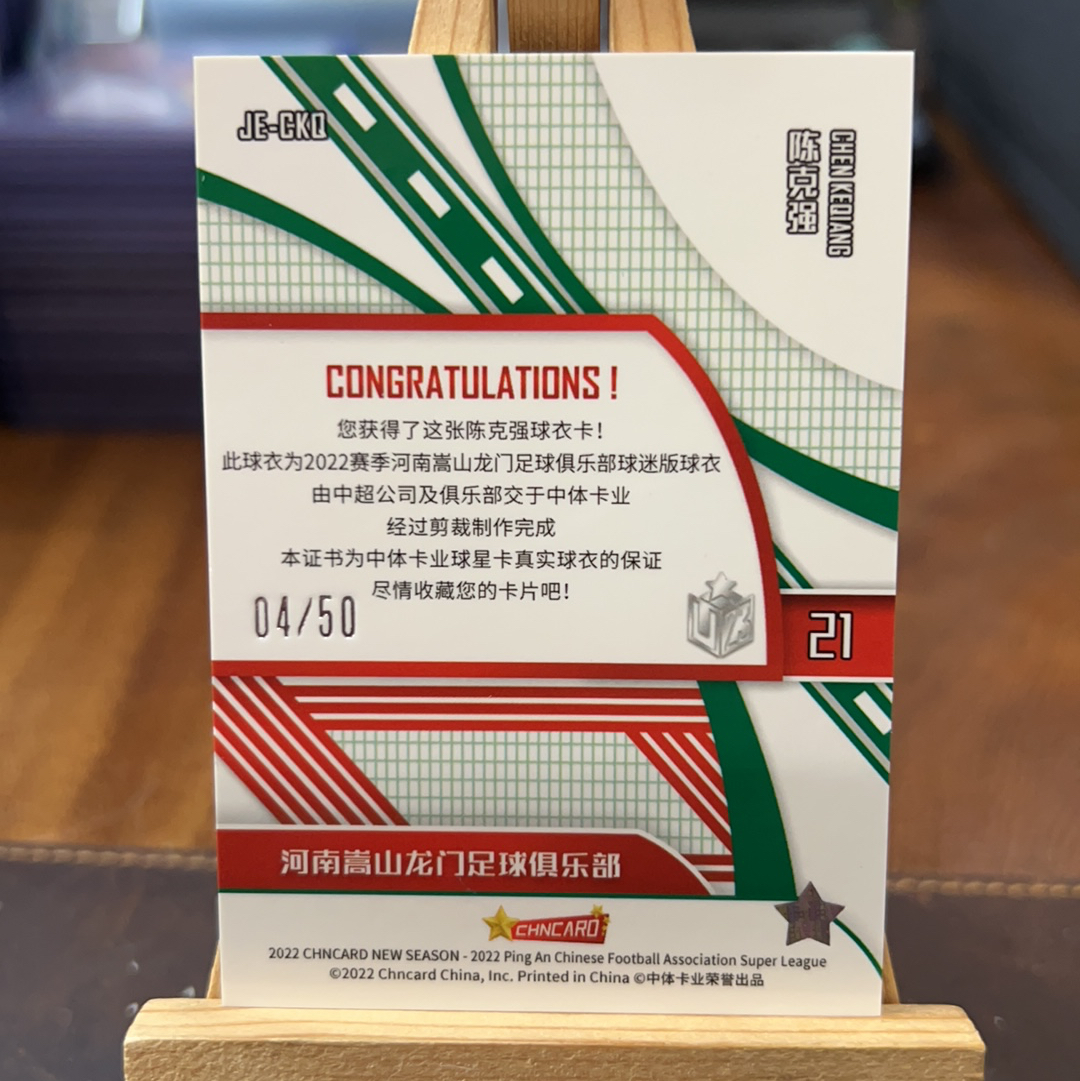 JE-CKQ
陈克强
CHEN KEQIANG
CONGRATULATIONS！
您获得了这张陈克强球衣卡！
此球衣为2022赛季河南嵩山龙门足球俱乐部球迷版球衣
由中超公司及俱乐部交于中体卡业
经过剪裁制作完成
本证书为中体卡业球星卡真实球衣的保证
尽情收藏您的卡片吧！
04/50
U23
21
河南嵩山龙门足球俱乐部
CHNCARD
2022 CHNCARD NEW SEASON - 2022 Ping An Chinese Football Association Super League
©2022 Chncard China, Inc. Printed in China ©中体卡业荣誉出品